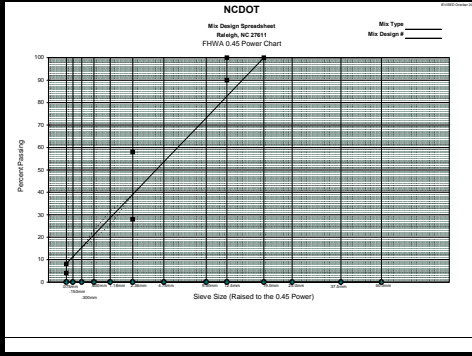 NCDOT
Mix Design Spreadsheet
Raleigh, NC 27611
FHWA 0.45 Power Chart
Mix Type
Mix Design #
Percent Passing
100
90
80
70
60
50
40
30
20
10
0
Sieve Size (Raised to the 0.45 Power)